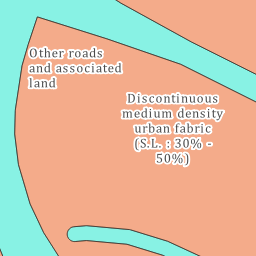 Other roads
and associated
land
Discontinuous
medium density
urban fabric
(S.L. : 30% -
50%)